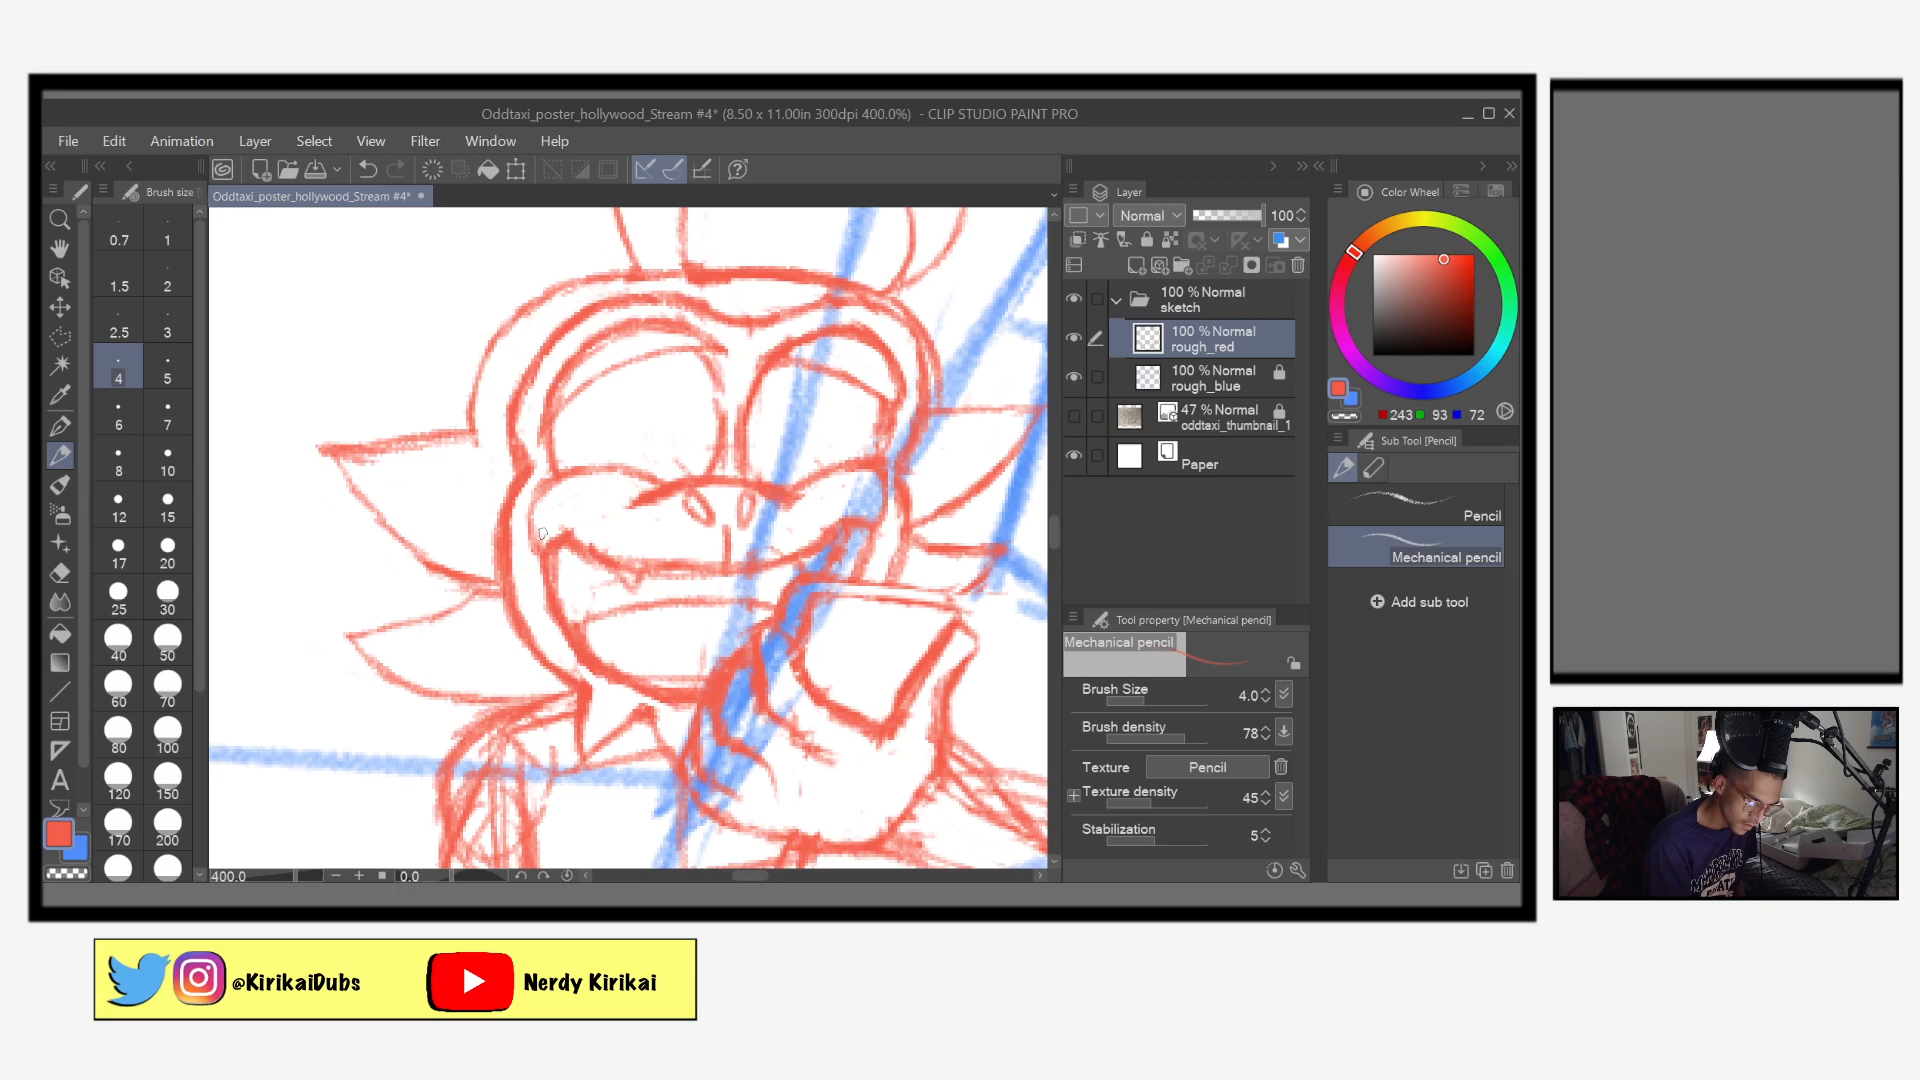 Oddtaxi_poster_hollywood_Stream #4* (8.50 x 11.00in 300dpi 400.0%) - CLIP STUDIO PAINT PRO
File Edit Animation Layer Select View Filter Window Help
Brush size
Oddtaxi_poster_hollywood_Stream #4*
0.7 1
1.5 2
2.5 3
4 5
6 7
8 10
12 15
17 20
25 30
40 50
60 70
80 100
120 150
170 200
400.0 0.0
Layer
Normal 100
100 % Normal
sketch
100 % Normal
rough_red
100 % Normal
rough_blue
47 % Normal
oddtaxi_thumbnail_1
Paper
Tool property [Mechanical pencil]
Mechanical pencil
Brush Size 4.0
Brush density 78
Texture Pencil
Texture density 45
Stabilization 5
Color Wheel
243 93 72
Sub Tool [Pencil]
Pencil
Mechanical pencil
Add sub tool
@KirikaiDubs
Nerdy Kirikai